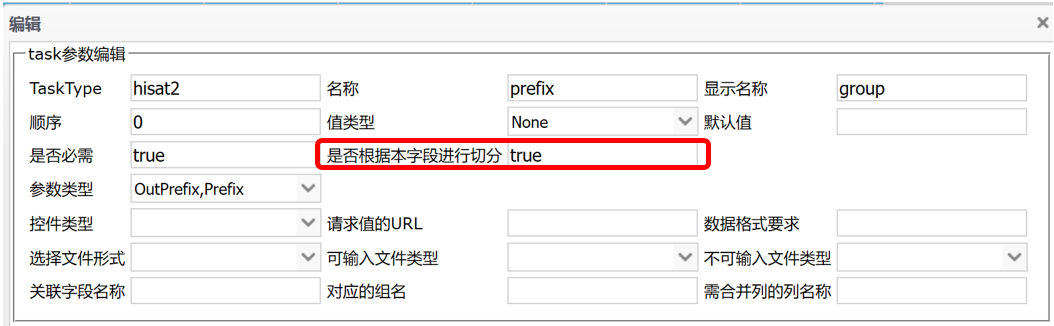 编辑
task参数编辑
TaskType hisat2 名称 prefix 显示名称 group
顺序 0 值类型 None 默认值
是否必需 true 是否根据本字段进行切分 true
参数类型 OutPrefix,Prefix
控件类型 请求值的URL 数据格式要求
选择文件形式 可输入文件类型 不可输入文件类型
关联字段名称 对应的组名 需合并列的列名称